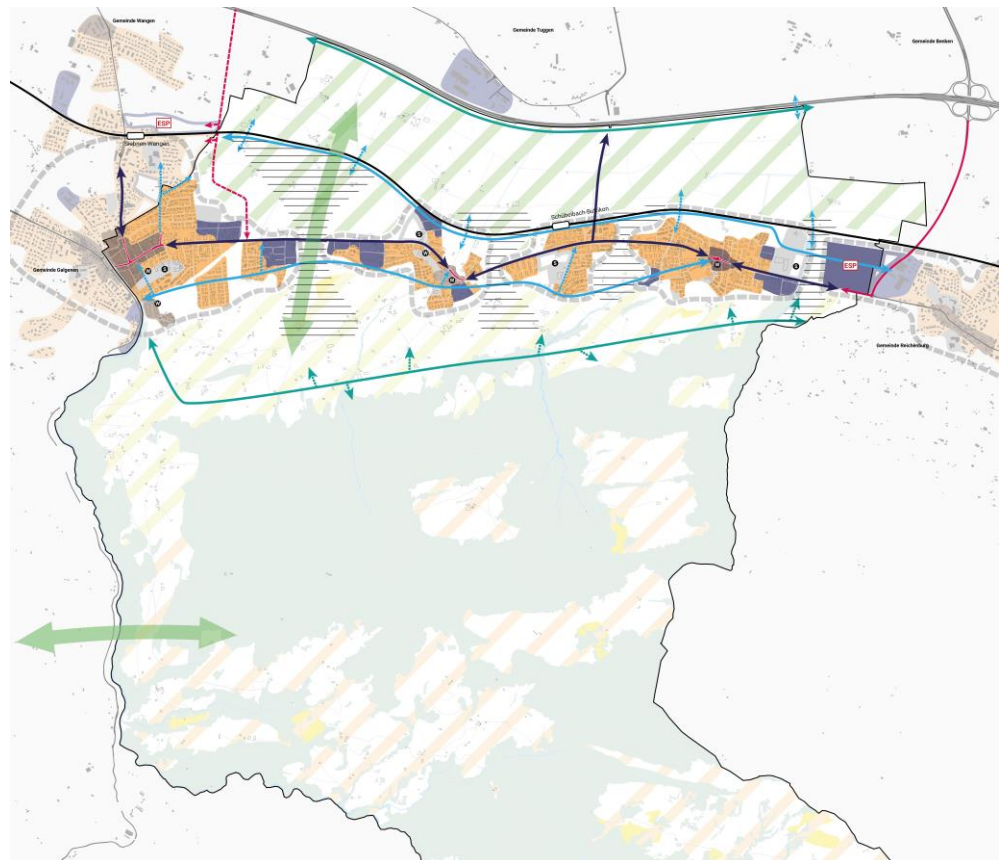 Gemeinde Wangen
Gemeinde Tuggen
Gemeinde Benken
ESP
Siebnen-Wangen
Schübelbach-Buttikon
S
W
S
W
W
S
W
S
ESP
Gemeinde Galgenen
W
Gemeinde Reichenburg